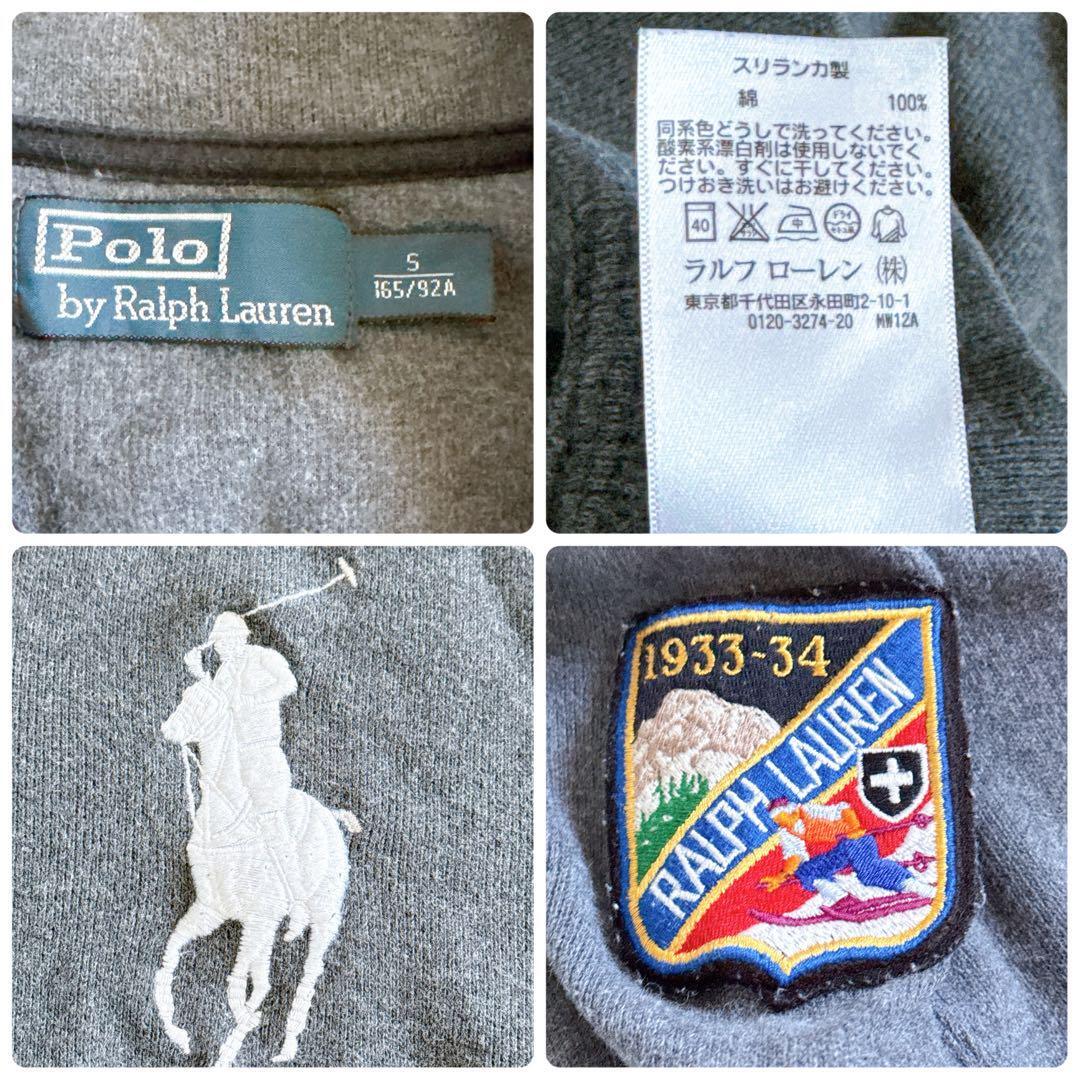 Polo
by Ralph Lauren
S
165/92A
スリランカ製
綿 100%
同系色どうしで洗ってください。
酸素系漂白剤は使用しないでく
ださい。すぐに干してください。
つけおき洗いはお避けください。
40
中
ドライ
ラルフ ローレン (株)
東京都千代田区永田町2-10-1
0120-3274-20 MW12A
1933-34
RALPH LAUREN